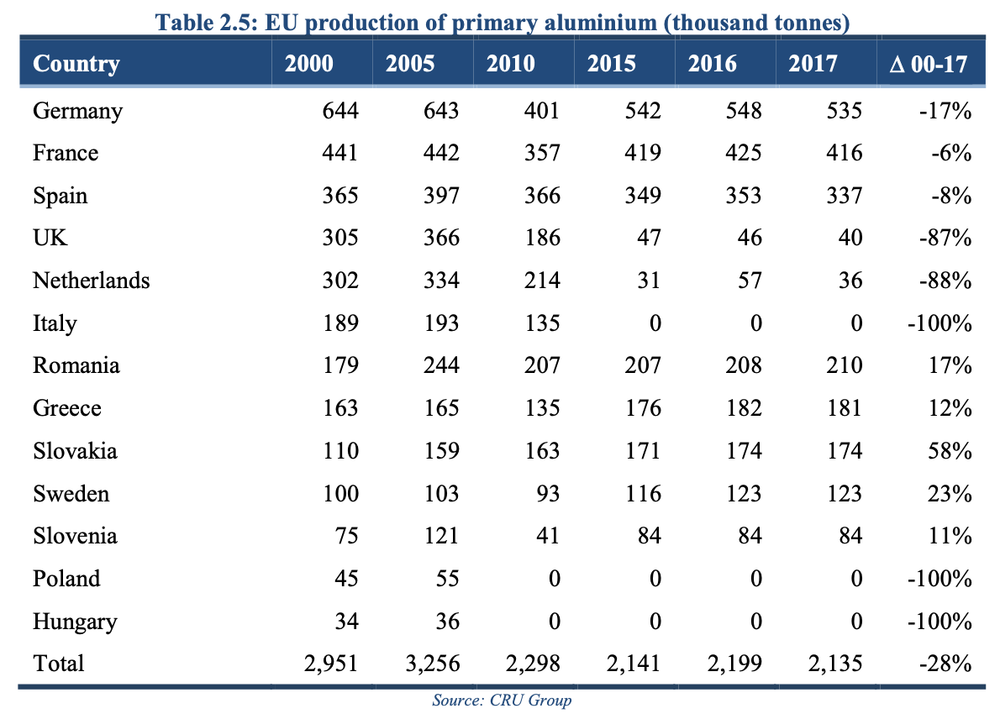 Table 2.5: EU production of primary aluminium (thousand tonnes)
Country 2000 2005 2010 2015 2016 2017 Δ 00-17
Germany 644 643 401 542 548 535 -17%
France 441 442 357 419 425 416 -6%
Spain 365 397 366 349 353 337 -8%
UK 305 366 186 47 46 40 -87%
Netherlands 302 334 214 31 57 36 -88%
Italy 189 193 135 0 0 0 -100%
Romania 179 244 207 207 208 210 17%
Greece 163 165 135 176 182 181 12%
Slovakia 110 159 163 171 174 174 58%
Sweden 100 103 93 116 123 123 23%
Slovenia 75 121 41 84 84 84 11%
Poland 45 55 0 0 0 0 -100%
Hungary 34 36 0 0 0 0 -100%
Total 2,951 3,256 2,298 2,141 2,199 2,135 -28%
Source: CRU Group